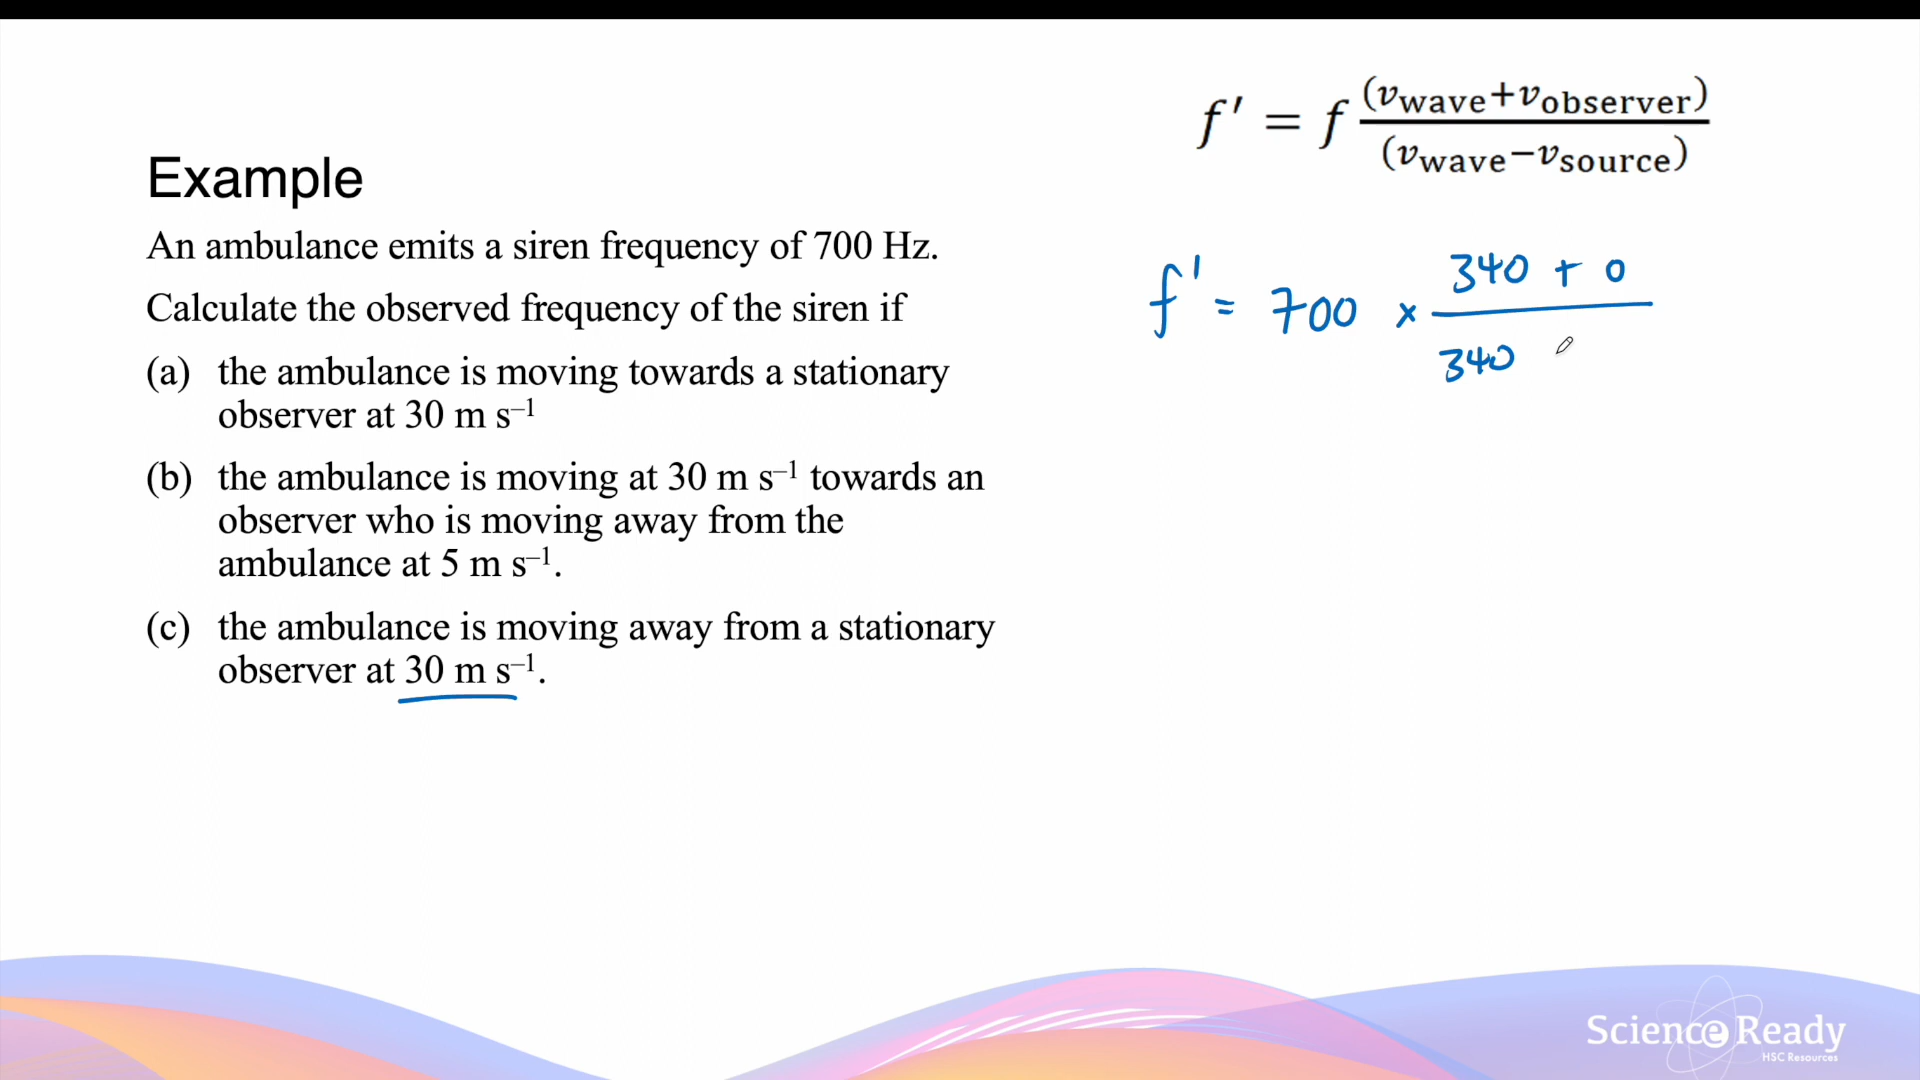 f′ = f (v_wave+v_observer)/(v_wave−v_source)
Example
An ambulance emits a siren frequency of 700 Hz.
Calculate the observed frequency of the siren if
(a) the ambulance is moving towards a stationary
observer at 30 m s⁻¹
(b) the ambulance is moving at 30 m s⁻¹ towards an
observer who is moving away from the
ambulance at 5 m s⁻¹.
(c) the ambulance is moving away from a stationary
observer at 30 m s⁻¹.
f' = 700 × 340 + 0
340
Science Ready
HSC Resources